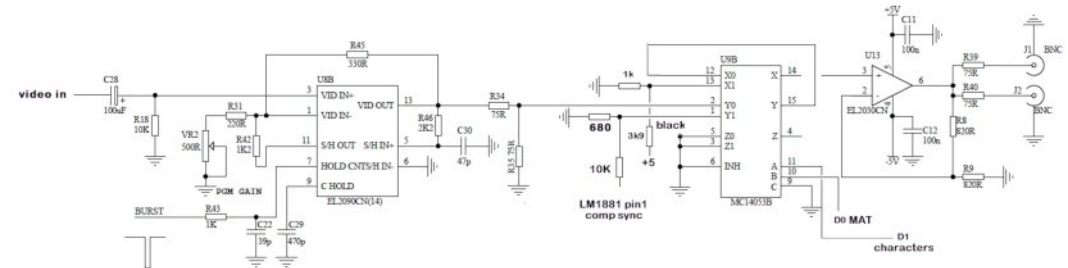 video in
C28
100uF
R18
10K
VR2
500R
PGM GAIN
R31
220R
R42
1K2
R45
330R
U8B
3
VID IN+
1
VID IN-
11
S/H OUT
7
HOLD CNT
9
C HOLD
VID OUT
13
S/H IN+
5
S/H IN-
6
EL2090CN(14)
BURST
R43
1K
C22
39p
C29
470p
R46
2K2
C30
47p
R34
75R
R35 75R
1k
680
black
3k9
+5
10K
LM1881 pin1
comp sync
U9B
12
X0
13
X1
2
Y0
1
Y1
5
Z0
3
Z1
6
INH
X
14
Y
15
Z
4
A
11
B
10
C
9
MC14053B
D0 MAT
D1
characters
+5V
C11
100n
U13
3
+
2
-
5
6
4
EL2030CN
C12
100n
-5V
R39
75R
R40
75R
R8
820R
R9
820R
J1
BNC
J2
BNC